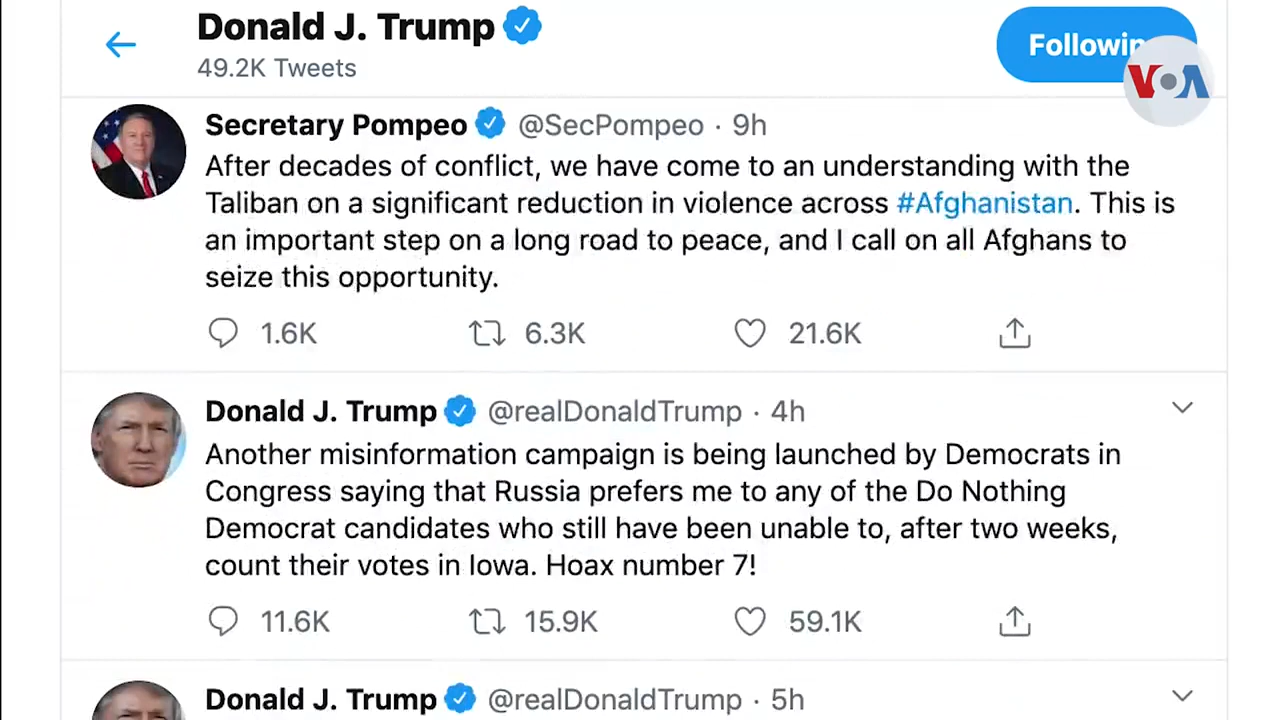 Donald J. Trump
49.2K Tweets
Followin
VOA
Secretary Pompeo @SecPompeo · 9h
After decades of conflict, we have come to an understanding with the
Taliban on a significant reduction in violence across #Afghanistan. This is
an important step on a long road to peace, and I call on all Afghans to
seize this opportunity.
1.6K 6.3K 21.6K
Donald J. Trump @realDonaldTrump · 4h
Another misinformation campaign is being launched by Democrats in
Congress saying that Russia prefers me to any of the Do Nothing
Democrat candidates who still have been unable to, after two weeks,
count their votes in Iowa. Hoax number 7!
11.6K 15.9K 59.1K
Donald J. Trump @realDonaldTrump · 5h